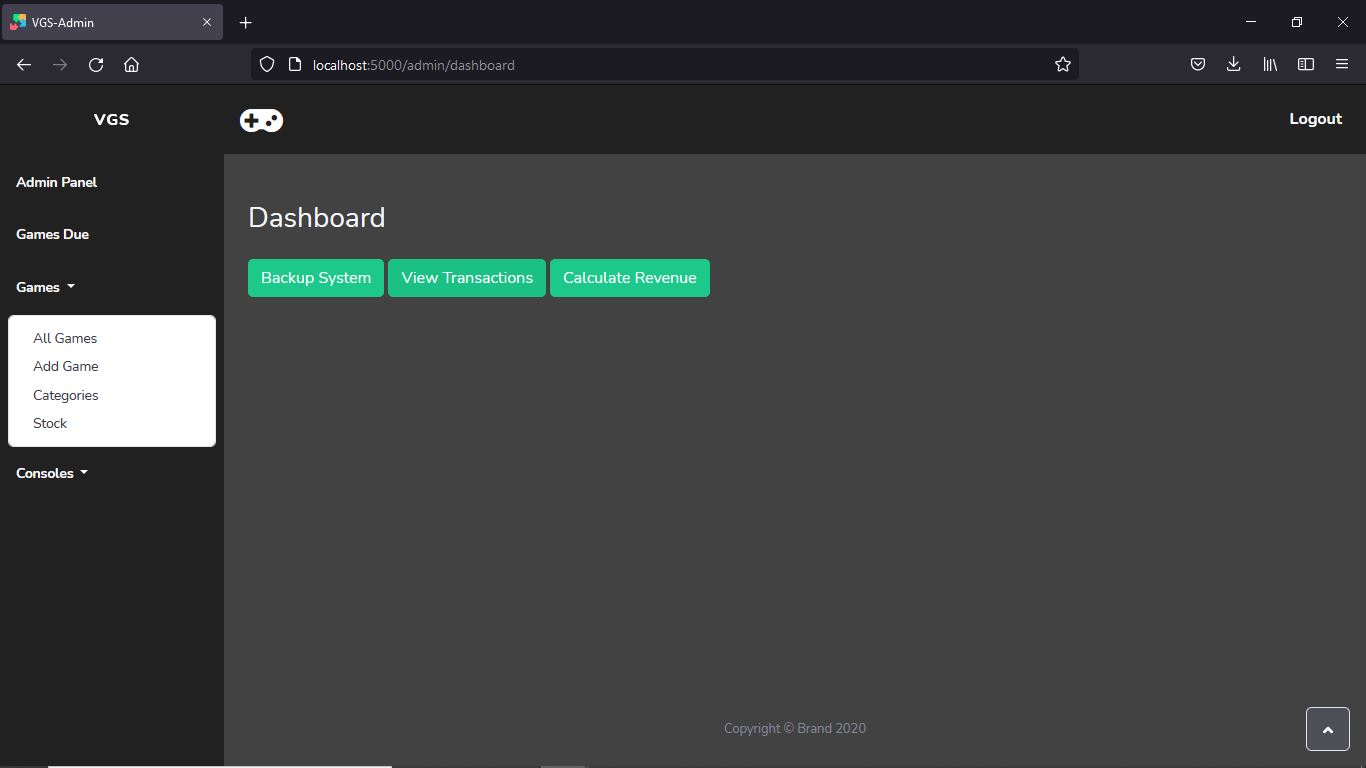 VGS-Admin
localhost:5000/admin/dashboard
VGS
Logout
Admin Panel
Games Due
Games
All Games
Add Game
Categories
Stock
Consoles
Dashboard
Backup System View Transactions Calculate Revenue
Copyright © Brand 2020